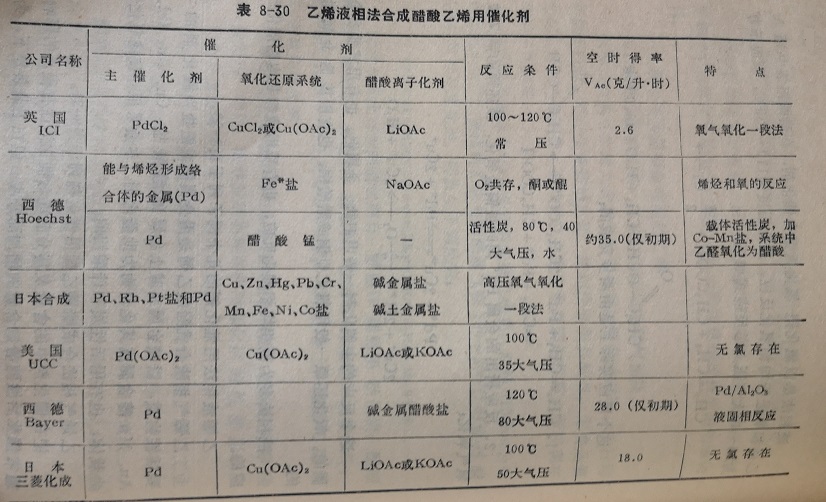 表 8-30 乙烯液相法合成醋酸乙烯用催化剂
公司名称 催化剂 反应条件 空时得率 V_Ac(克/升·时) 特点
主催化剂 氧化还原系统 醋酸离子化剂
英国
ICI
PdCl₂
CuCl₂或Cu(OAc)₂
LiOAc
100～120℃
常压
2.6
氧气氧化一段法
西德
Hoechst
能与烯烃形成络
合体的金属(Pd)
盐
NaOAc
O₂共存，酮或醌
烯烃和氧的反应
Pd
醋酸锰
—
活性炭，80℃，40
大气压，水
约35.0(仅初期)
载体活性炭，加
Co-Mn盐，系统中
乙醛氧化为醋酸
日本合成
Pd、Rh、Pt盐和Pd
Cu、Zn、Hg、Pb、Cr、
Mn、Fe、Ni、Co盐
碱金属盐
碱土金属盐
高压氧气氧化
一段法
美国
UCC
Pd(OAc)₂
Cu(OAc)₂
LiOAc或KOAc
100℃
35大气压
无氯存在
西德
Bayer
Pd
碱金属醋酸盐
120℃
80大气压
28.0（仅初期）
Pd/Al₂O₃
液固相反应
日本
三菱化成
Pd
Cu(OAc)₂
LiOAc或KOAc
100℃
50大气压
18.0
无氯存在